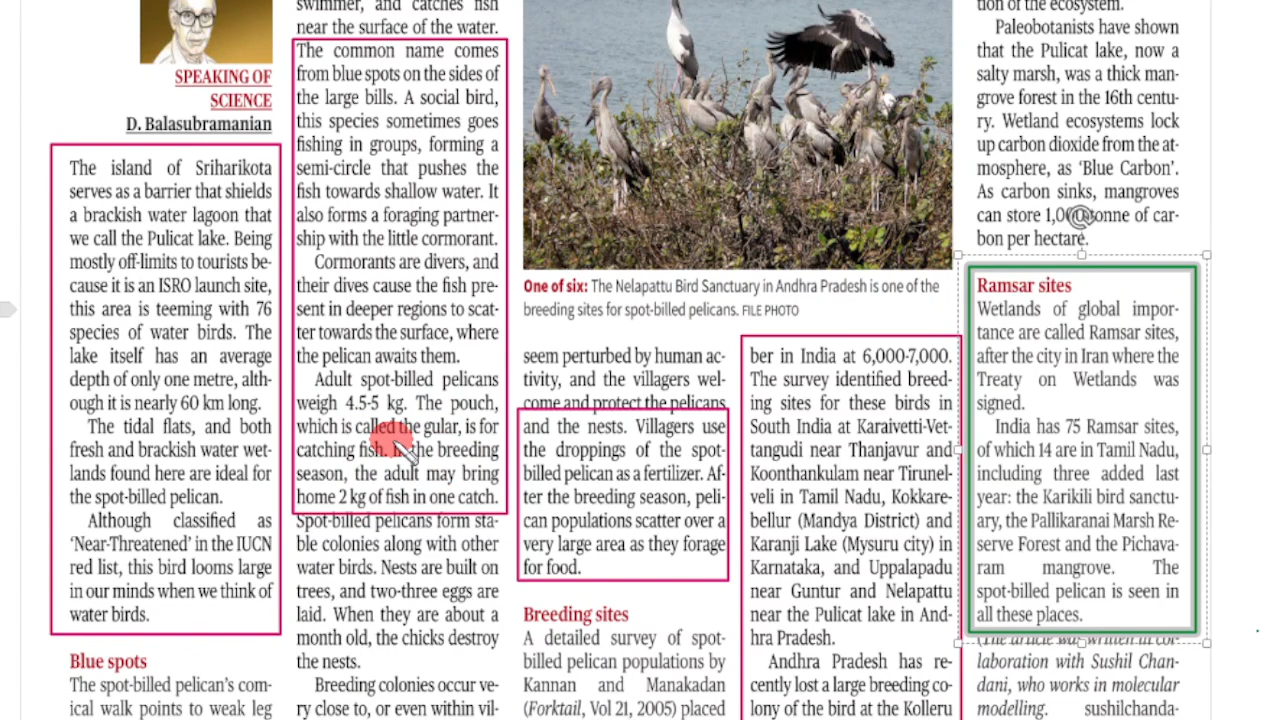 SPEAKING OF
SCIENCE
D. Balasubramanian
The island of Sriharikota
serves as a barrier that shields
a brackish water lagoon that
we call the Pulicat lake. Being
mostly off-limits to tourists be-
cause it is an ISRO launch site,
this area is teeming with 76
species of water birds. The
lake itself has an average
depth of only one metre, alth-
ough it is nearly 60 km long.
The tidal flats, and both
fresh and brackish water wet-
lands found here are ideal for
the spot-billed pelican.
Although classified as
'Near-Threatened' in the IUCN
red list, this bird looms large
in our minds when we think of
water birds.
Blue spots
The spot-billed pelican's com-
ical walk points to weak leg
swimmer, and catches fish
near the surface of the water.
The common name comes
from blue spots on the sides of
the large bills. A social bird,
this species sometimes goes
fishing in groups, forming a
semi-circle that pushes the
fish towards shallow water. It
also forms a foraging partner-
ship with the little cormorant.
Cormorants are divers, and
their dives cause the fish pre-
sent in deeper regions to scat-
ter towards the surface, where
the pelican awaits them.
Adult spot-billed pelicans
weigh 4.5-5 kg. The pouch,
which is called the gular, is for
catching fish. In the breeding
season, the adult may bring
home 2 kg of fish in one catch.
Spot-billed pelicans form sta-
ble colonies along with other
water birds. Nests are built on
trees, and two-three eggs are
laid. When they are about a
month old, the chicks destroy
the nests.
Breeding colonies occur ve-
ry close to, or even within vil-
One of six: The Nelapattu Bird Sanctuary in Andhra Pradesh is one of the
breeding sites for spot-billed pelicans. FILE PHOTO
seem perturbed by human ac-
tivity, and the villagers wel-
come and protect the pelicans
and the nests. Villagers use
the droppings of the spot-
billed pelican as a fertilizer. Af-
ter the breeding season, peli-
can populations scatter over a
very large area as they forage
for food.
Breeding sites
A detailed survey of spot-
billed pelican populations by
Kannan and Manakadan
(Forktail, Vol 21, 2005) placed
ber in India at 6,000-7,000.
The survey identified breed-
ing sites for these birds in
South India at Karaivetti-Vet-
tangudi near Thanjavur and
Koonthankulam near Tirunel-
veli in Tamil Nadu, Kokkare-
bellur (Mandya District) and
Karanji Lake (Mysuru city) in
Karnataka, and Uppalapadu
near Guntur and Nelapattu
near the Pulicat lake in And-
hra Pradesh.
Andhra Pradesh has re-
cently lost a large breeding co-
lony of the bird at the Kolleru
tion of the ecosystem.
Paleobotanists have shown
that the Pulicat lake, now a
salty marsh, was a thick man-
grove forest in the 16th centu-
ry. Wetland ecosystems lock
up carbon dioxide from the at-
mosphere, as 'Blue Carbon'.
As carbon sinks, mangroves
can store 1,000 tonne of car-
bon per hectare.
Ramsar sites
Wetlands of global impor-
tance are called Ramsar sites,
after the city in Iran where the
Treaty on Wetlands was
signed.
India has 75 Ramsar sites,
of which 14 are in Tamil Nadu,
including three added last
year: the Karikili bird sanctu-
ary, the Pallikaranai Marsh Re-
serve Forest and the Pichava-
ram mangrove. The
spot-billed pelican is seen in
all these places.
(The article was written in col-
laboration with Sushil Chan-
dani, who works in molecular
modelling. sushilchanda-